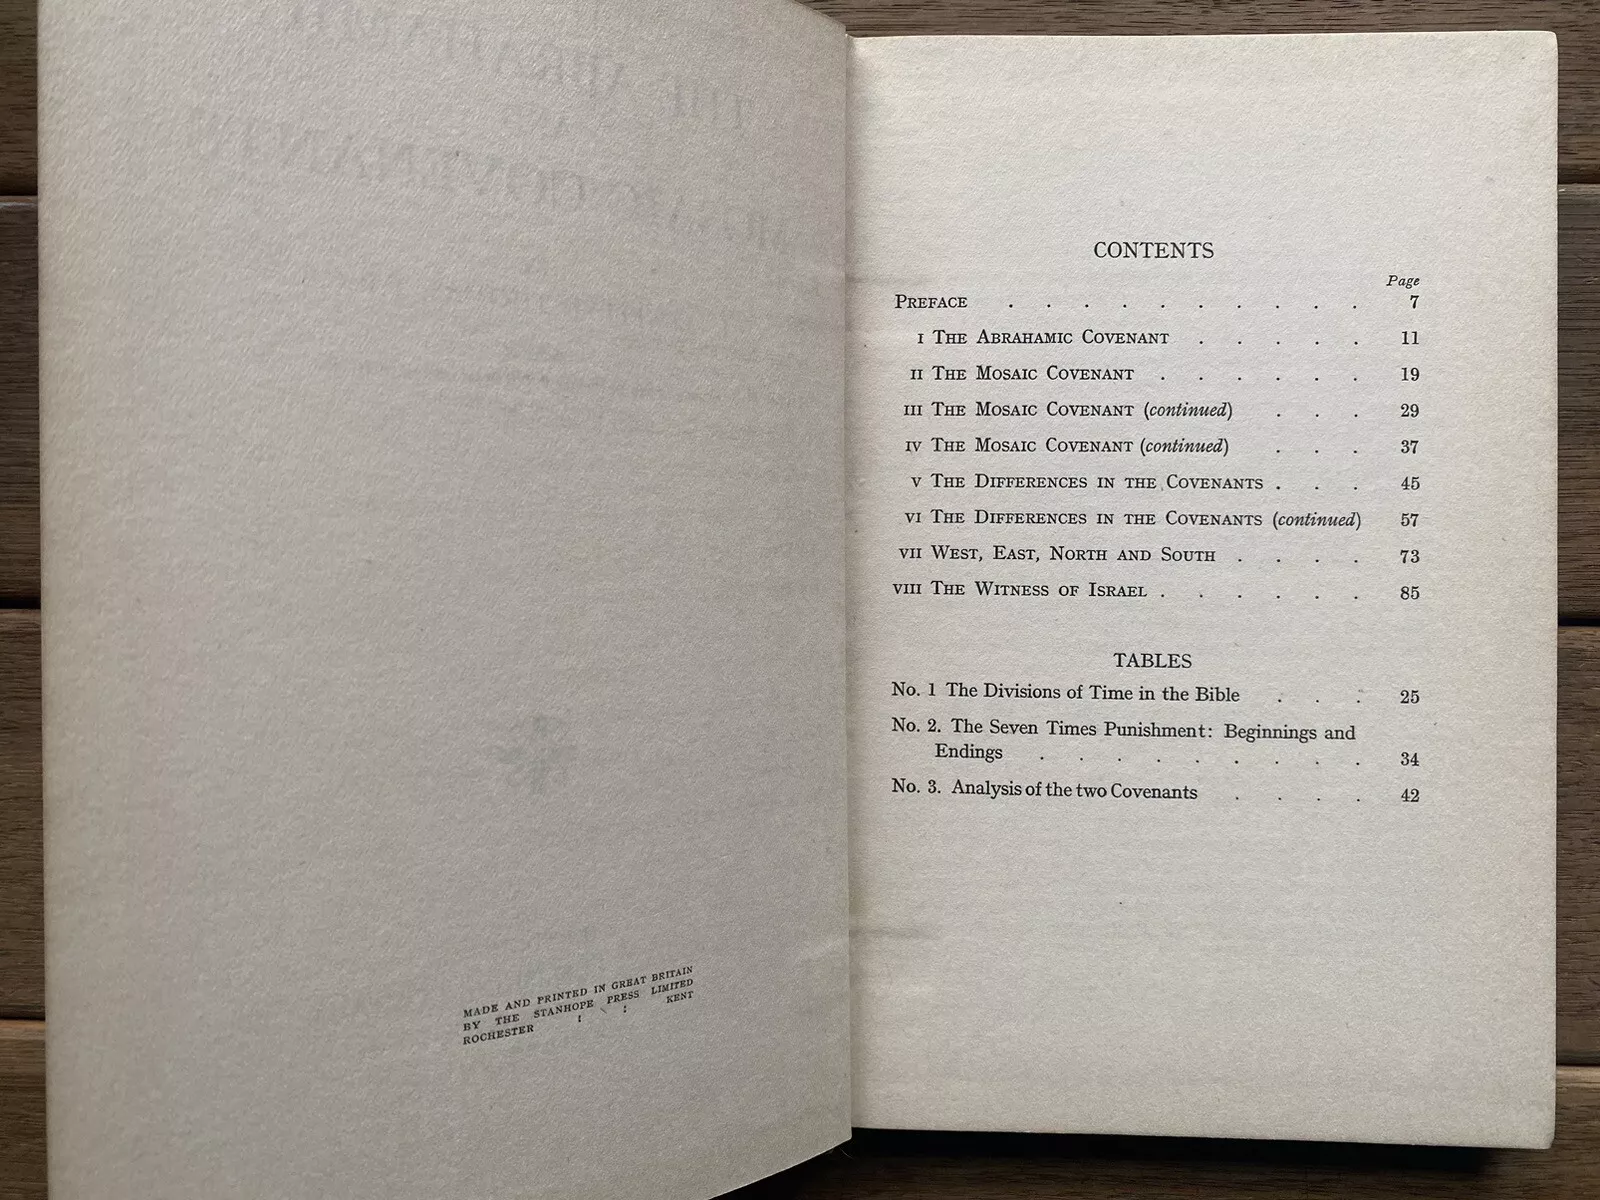 MADE AND PRINTED IN GREAT BRITAIN
BY THE STANHOPE PRESS LIMITED
ROCHESTER : : KENT
CONTENTS
Page
PREFACE . . . . . . . . . . 7
I THE ABRAHAMIC COVENANT . . . . . 11
II THE MOSAIC COVENANT . . . . . . 19
III THE MOSAIC COVENANT (continued) . . . 29
IV THE MOSAIC COVENANT (continued) . . . 37
V THE DIFFERENCES IN THE COVENANTS . . . 45
VI THE DIFFERENCES IN THE COVENANTS (continued) 57
VII WEST, EAST, NORTH AND SOUTH . . . . 73
VIII THE WITNESS OF ISRAEL . . . . . . 85
TABLES
No. 1 The Divisions of Time in the Bible . . . 25
No. 2. The Seven Times Punishment: Beginnings and
Endings . . . . . . . . . 34
No. 3. Analysis of the two Covenants . . . . 42